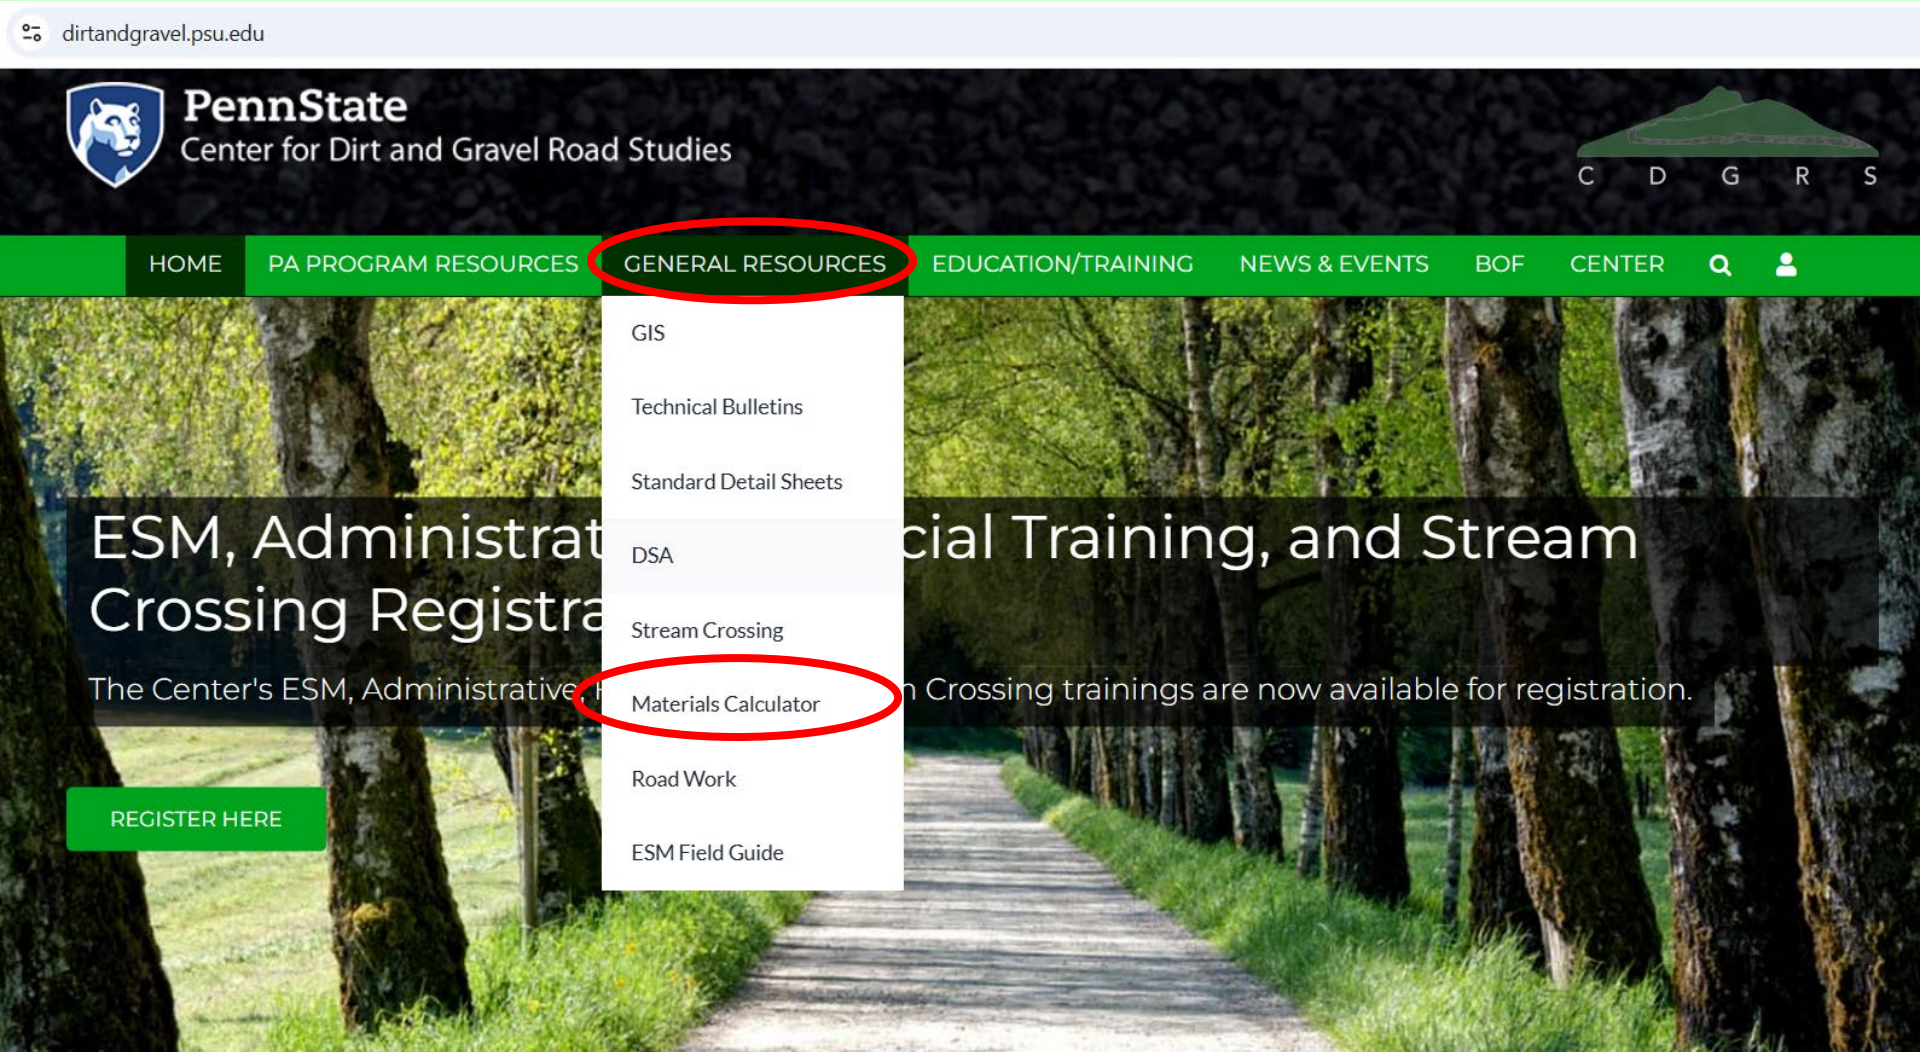 dirtandgravel.psu.edu
PennState
Center for Dirt and Gravel Road Studies
C D G R S
HOME PA PROGRAM RESOURCES GENERAL RESOURCES EDUCATION/TRAINING NEWS & EVENTS BOF CENTER
GIS
Technical Bulletins
Standard Detail Sheets
DSA
Stream Crossing
Materials Calculator
Road Work
ESM Field Guide
ESM, Administrat cial Training, and Stream
Crossing Registra
The Center's ESM, Administrative, Crossing trainings are now available for registration.
REGISTER HERE